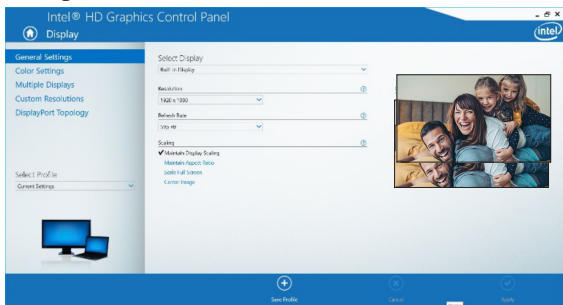 Intel® HD Graphics Control Panel
Display
intel
General Settings
Color Settings
Multiple Displays
Custom Resolutions
DisplayPort Topology
Select Profile
Current Settings
Select Display
Built-in Display
Resolution
Refresh Rate
Scaling
Maintain Display Scaling
Maintain Aspect Ratio
Scale Full Screen
Center Image
Save Profile
Cancel
Apply